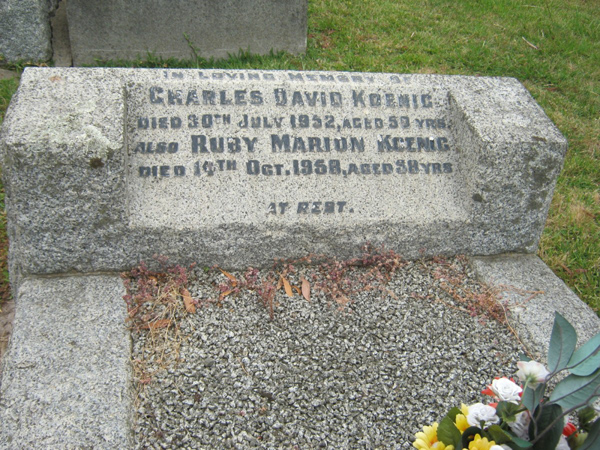 IN LOVING MEMORY OF
CHARLES DAVID KOENIG
DIED 30TH JULY 1952, AGED 59 YRS.
ALSO RUBY MARION KOENIG
DIED 14TH OCT. 1958, AGED YRS
AT REST.